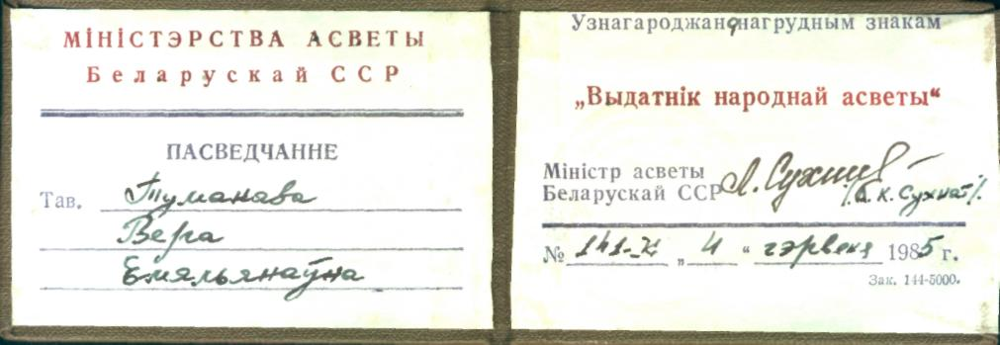 МІНІСТЭРСТВА АСВЕТЫ
Беларускай ССР
ПАСВЕДЧАННЕ
Тав. Туманава
Вера
Емяльянаўна
Узнагароджана нагрудным знакам
„Выдатнік народнай асветы“
Міністр асветы
Беларускай ССР Л. Сухнат /Л. К. Сухнат/.
№ 141-К „4“ чэрвеня 1985 г.
Зак. 144-5000.